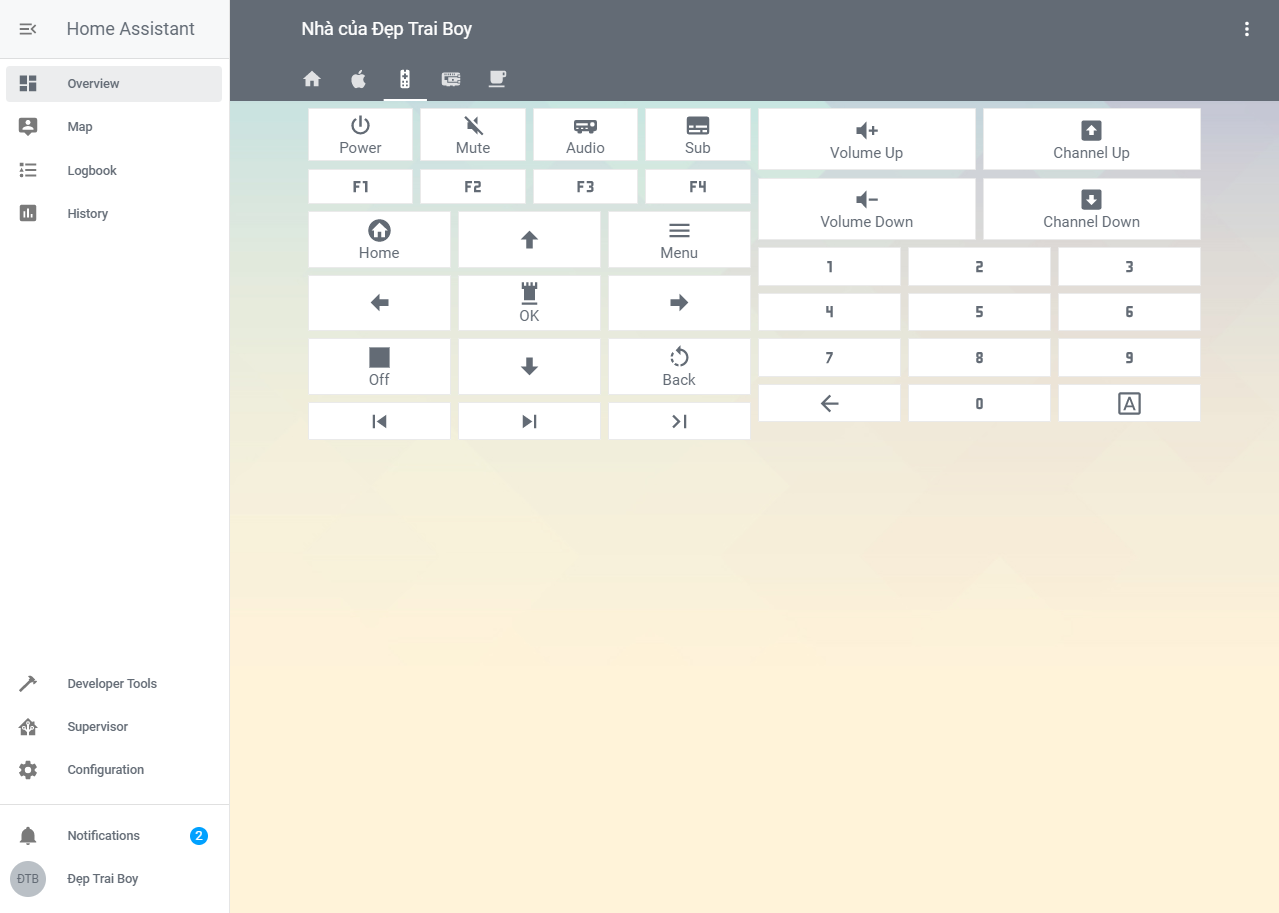 Home Assistant
Overview
Map
Logbook
History
Developer Tools
Supervisor
Configuration
Notifications 2
ĐTB Đẹp Trai Boy
Nhà của Đẹp Trai Boy
Power Mute Audio Sub
F1 F2 F3 F4
Home Menu
OK
Off Back
Volume Up Channel Up
Volume Down Channel Down
1 2 3
4 5 6
7 8 9
0 A